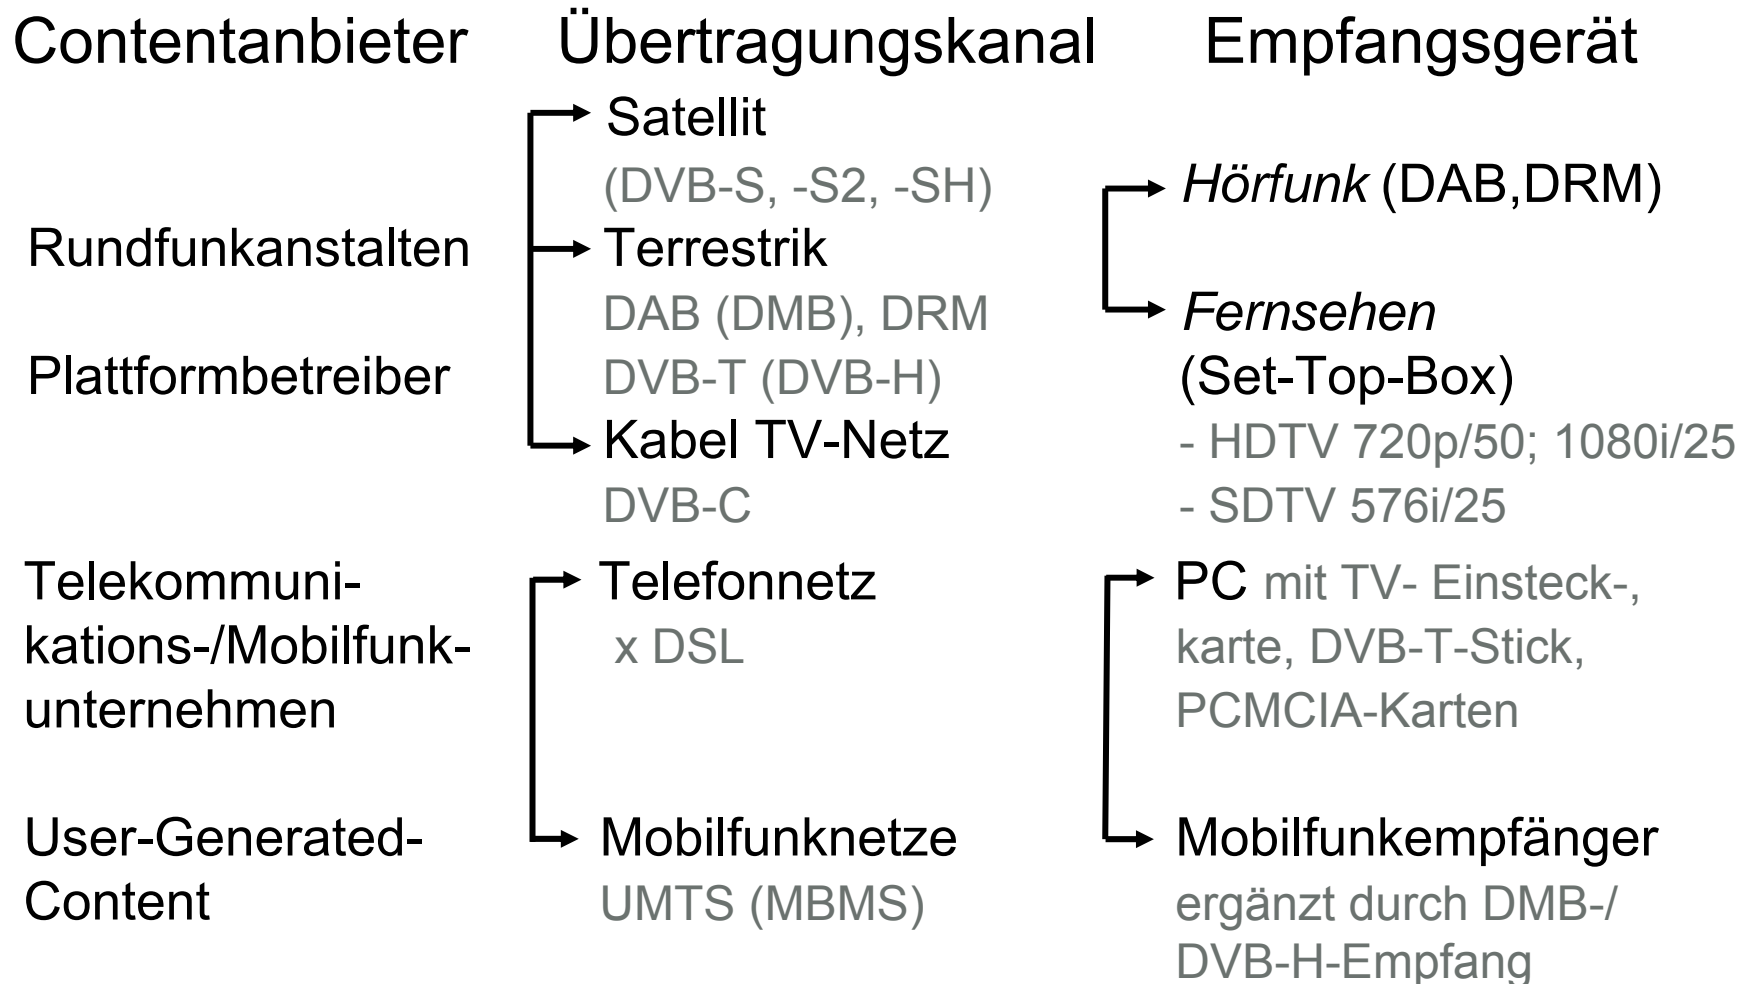 Contentanbieter
Übertragungskanal
Empfangsgerät
Rundfunkanstalten
Plattformbetreiber
Telekommuni-
kations-/Mobilfunk-
unternehmen
User-Generated-
Content
Satellit
(DVB-S, -S2, -SH)
Terrestrik
DAB (DMB), DRM
DVB-T (DVB-H)
Kabel TV-Netz
DVB-C
Telefonnetz
x DSL
Mobilfunknetze
UMTS (MBMS)
Hörfunk (DAB,DRM)
Fernsehen
(Set-Top-Box)
- HDTV 720p/50; 1080i/25
- SDTV 576i/25
PC mit TV- Einsteck-,
karte, DVB-T-Stick,
PCMCIA-Karten
Mobilfunkempfänger
ergänzt durch DMB-/
DVB-H-Empfang